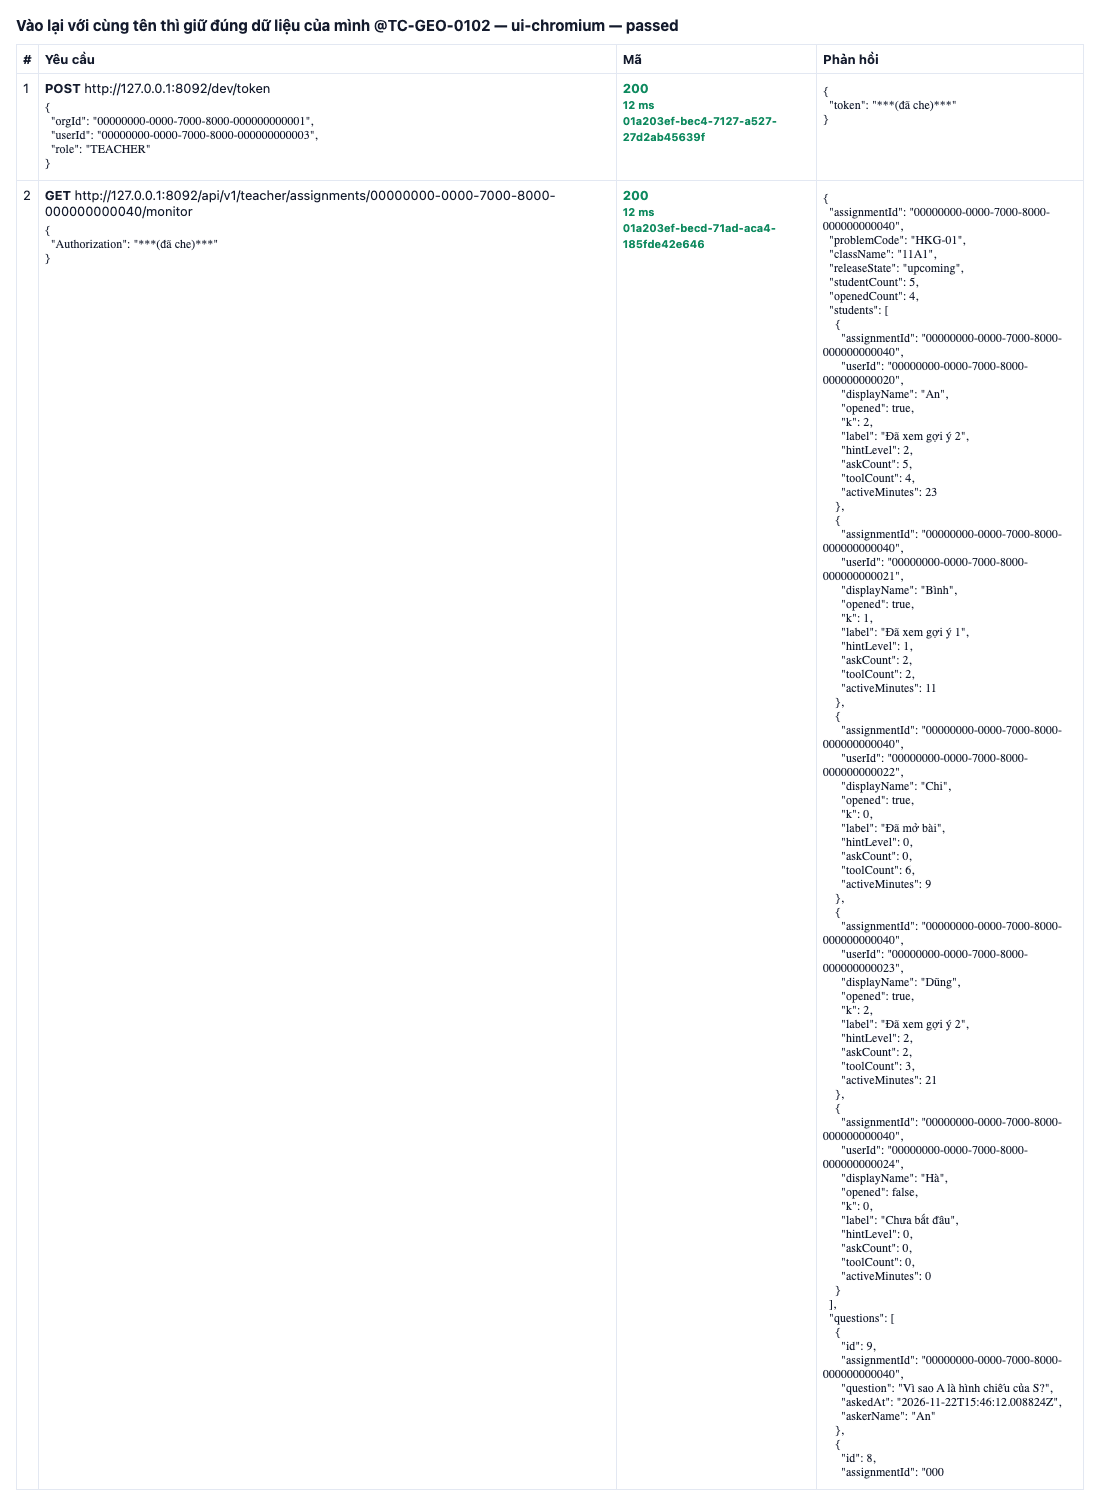 Vào lại với cùng tên thì giữ đúng dữ liệu của mình @TC-GEO-0102 — ui-chromium — passed
# Yêu cầu Mã Phản hồi
1 POST http://127.0.0.1:8092/dev/token
{
"orgId": "00000000-0000-7000-8000-000000000001",
"userId": "00000000-0000-7000-8000-000000000003",
"role": "TEACHER"
}
200
12 ms
01a203ef-bec4-7127-a527-
27d2ab45639f
{
"token": "***(đã che)***"
}
2 GET http://127.0.0.1:8092/api/v1/teacher/assignments/00000000-0000-7000-8000-
000000000040/monitor
{
"Authorization": "***(đã che)***"
}
200
12 ms
01a203ef-becd-71ad-aca4-
185fde42e646
{
"assignmentId": "00000000-0000-7000-8000-
000000000040",
"problemCode": "HKG-01",
"className": "11A1",
"releaseState": "upcoming",
"studentCount": 5,
"openedCount": 4,
"students": [
{
"assignmentId": "00000000-0000-7000-8000-
000000000040",
"userId": "00000000-0000-7000-8000-
000000000020",
"displayName": "An",
"opened": true,
"k": 2,
"label": "Đã xem gợi ý 2",
"hintLevel": 2,
"askCount": 5,
"toolCount": 4,
"activeMinutes": 23
},
{
"assignmentId": "00000000-0000-7000-8000-
000000000040",
"userId": "00000000-0000-7000-8000-
000000000021",
"displayName": "Bình",
"opened": true,
"k": 1,
"label": "Đã xem gợi ý 1",
"hintLevel": 1,
"askCount": 2,
"toolCount": 2,
"activeMinutes": 11
},
{
"assignmentId": "00000000-0000-7000-8000-
000000000040",
"userId": "00000000-0000-7000-8000-
000000000022",
"displayName": "Chi",
"opened": true,
"k": 0,
"label": "Đã mở bài",
"hintLevel": 0,
"askCount": 0,
"toolCount": 6,
"activeMinutes": 9
},
{
"assignmentId": "00000000-0000-7000-8000-
000000000040",
"userId": "00000000-0000-7000-8000-
000000000023",
"displayName": "Dũng",
"opened": true,
"k": 2,
"label": "Đã xem gợi ý 2",
"hintLevel": 2,
"askCount": 2,
"toolCount": 3,
"activeMinutes": 21
},
{
"assignmentId": "00000000-0000-7000-8000-
000000000040",
"userId": "00000000-0000-7000-8000-
000000000024",
"displayName": "Hà",
"opened": false,
"k": 0,
"label": "Chưa bắt đầu",
"hintLevel": 0,
"askCount": 0,
"toolCount": 0,
"activeMinutes": 0
}
],
"questions": [
{
"id": 9,
"assignmentId": "00000000-0000-7000-8000-
000000000040",
"question": "Vì sao A là hình chiếu của S?",
"askedAt": "2026-11-22T15:46:12.008824Z",
"askerName": "An"
},
{
"id": 8,
"assignmentId": "000